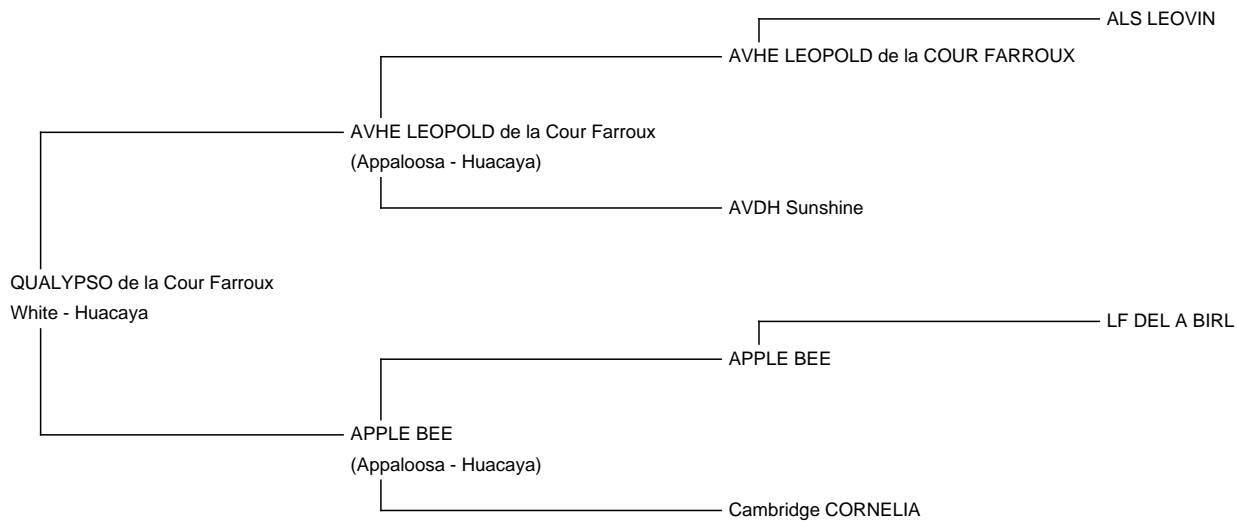 ALS LEOVIN
AVHE LEOPOLD de la COUR FARROUX
AVHE LEOPOLD de la Cour Farroux
(Appaloosa - Huacaya)
AVDH Sunshine
QUALYPSO de la Cour Farroux
White - Huacaya
LF DEL A BIRL
APPLE BEE
APPLE BEE
(Appaloosa - Huacaya)
Cambridge CORNELIA